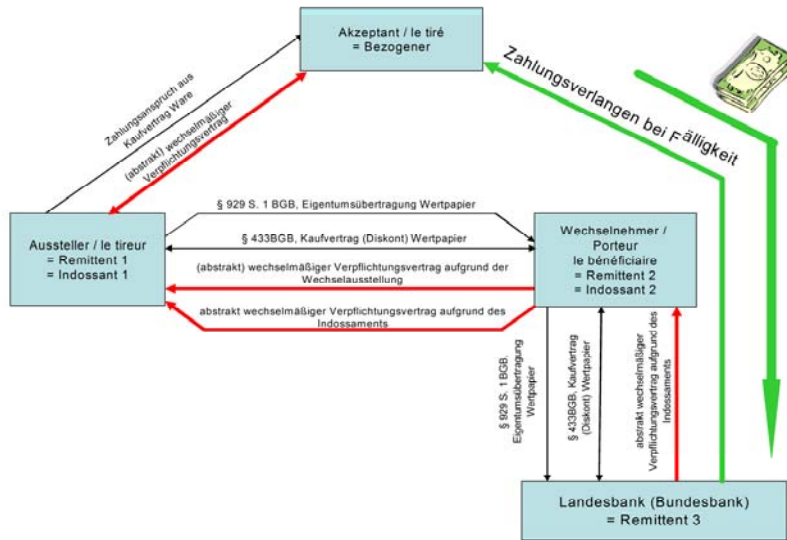 Akzeptant / le tiré
= Bezogener
Zahlungsverlangen bei Fälligkeit
Zahlungsanspruch aus
Kaufvertrag Ware
(abstrakt) wechselmäßiger
Verpflichtungsvertrag
Aussteller / le tireur
= Remittent 1
= Indossant 1
§ 929 S. 1 BGB, Eigentumsübertragung Wertpapier
§ 433BGB, Kaufvertrag (Diskont) Wertpapier
(abstrakt) wechselmäßiger Verpflichtungsvertrag aufgrund der
Wechselausstellung
abstrakt wechselmäßiger Verpflichtungsvertrag aufgrund des
Indossaments
Wechselnehmer /
Porteur
le bénéficiaire
= Remittent 2
= Indossant 2
§ 929 S. 1 BGB,
Eigentumsübertragung
Wertpapier
§ 433BGB, Kaufvertrag
(Diskont) Wertpapier
abstrakt wechselmäßiger
Verpflichtungsvertrag aufgrund des
Indossaments
Landesbank (Bundesbank)
= Remittent 3